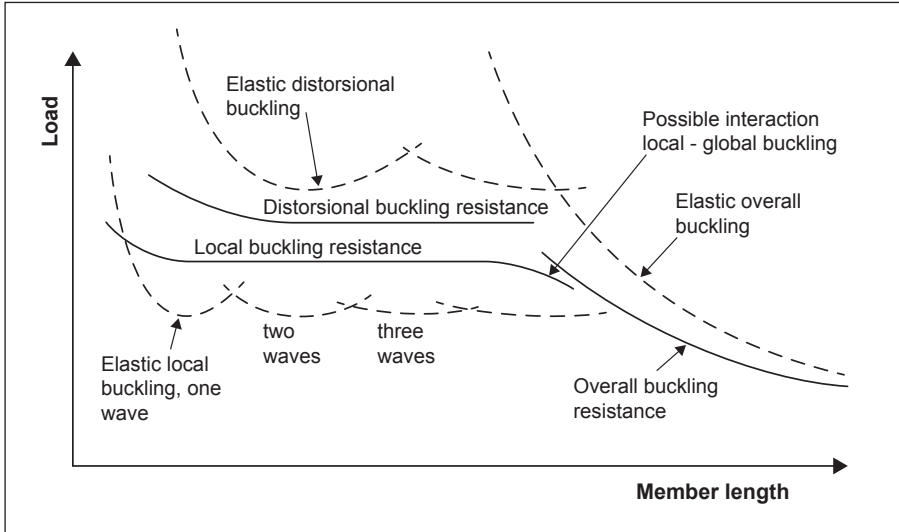 Load
Elastic distorsional
buckling
Possible interaction
local - global buckling
Distorsional buckling resistance
Elastic overall
buckling
Local buckling resistance
two
waves
three
waves
Elastic local
buckling, one
wave
Overall buckling
resistance
Member length